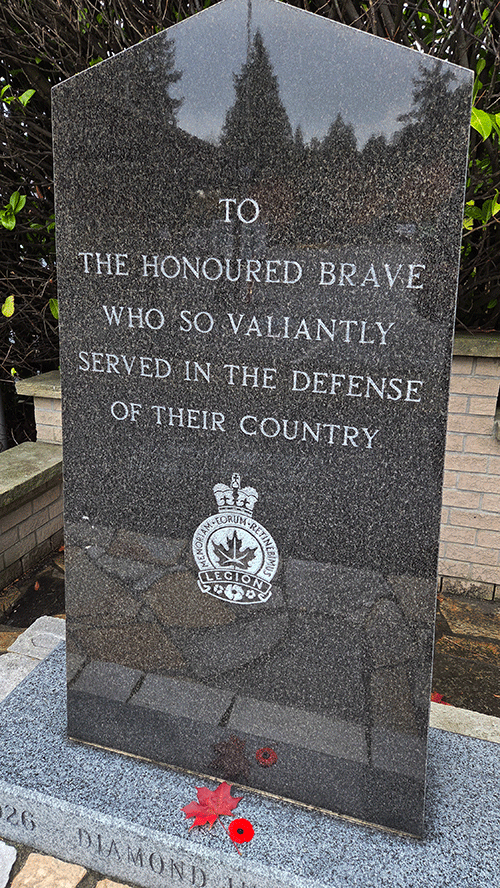 TO
THE HONOURED BRAVE
WHO SO VALIANTLY
SERVED IN THE DEFENSE
OF THEIR COUNTRY
MEMORIAM EORUM RETINEBIMUS
LEGION
DIAMOND